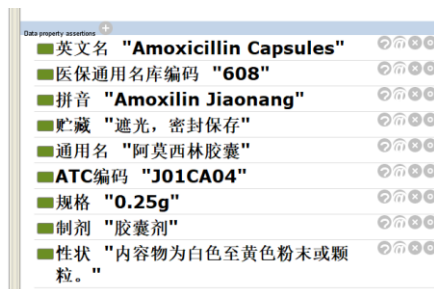 Data property assertions
英文名 "Amoxicillin Capsules"
医保通用名库编码 "608"
拼音 "Amoxilin Jiaonang"
贮藏 "遮光，密封保存"
通用名 "阿莫西林胶囊"
ATC编码 "J01CA04"
规格 "0.25g"
制剂 "胶囊剂"
性状 "内容物为白色至黄色粉末或颗
粒。"